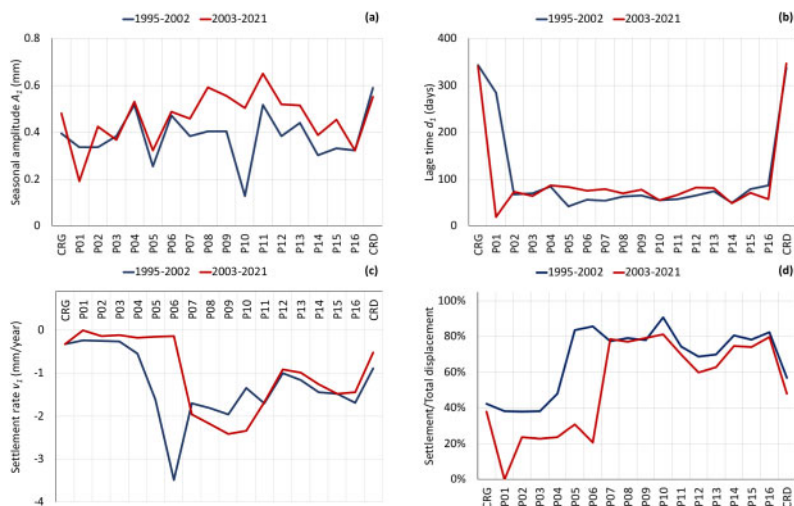 1995-2002 2003-2021 (a)
Seasonal amplitude A₁ (mm)
0.8
0.6
0.4
0.2
0
CRG P01 P02 P03 P04 P05 P06 P07 P08 P09 P10 P11 P12 P13 P14 P15 P16 CRD
1995-2002 2003-2021 (b)
Lage time d₁ (days)
400
300
200
100
0
CRG P01 P02 P03 P04 P05 P06 P07 P08 P09 P10 P11 P12 P13 P14 P15 P16 CRD
1995-2002 2003-2021 (c)
CRG P01 P02 P03 P04 P05 P06 P07 P08 P09 P10 P11 P12 P13 P14 P15 P16 CRD
Settlement rate v₁ (mm/year)
0
-1
-2
-3
-4
1995-2002 2003-2021 (d)
Settlement/Total displacement
100%
80%
60%
40%
20%
0%
CRG P01 P02 P03 P04 P05 P06 P07 P08 P09 P10 P11 P12 P13 P14 P15 P16 CRD